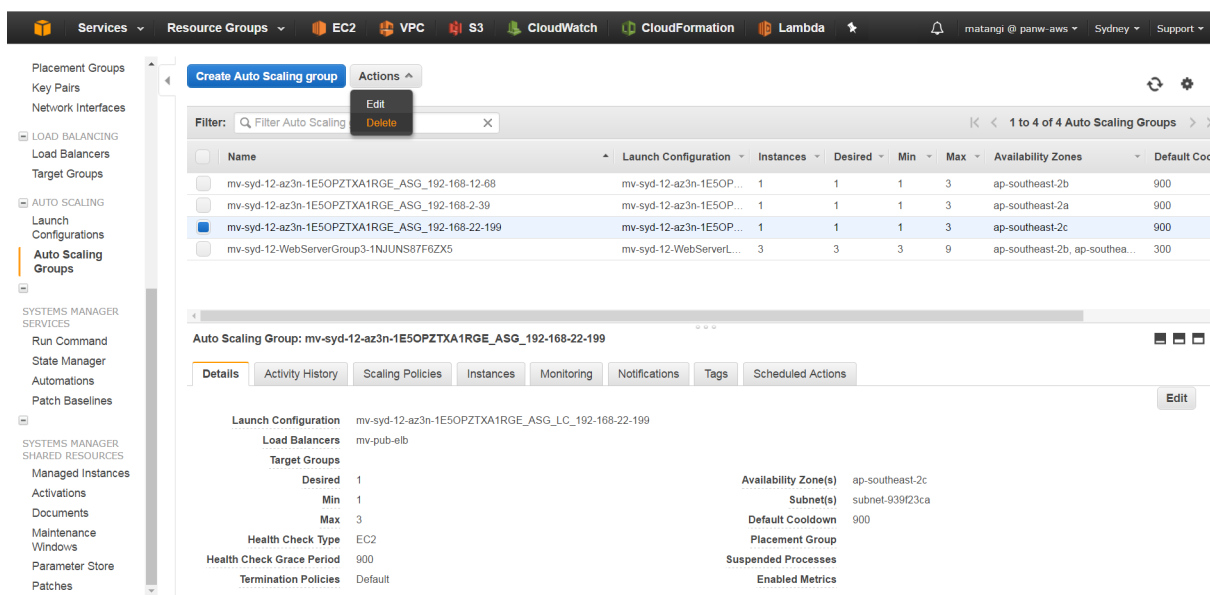 Services Resource Groups EC2 VPC S3 CloudWatch CloudFormation Lambda matangi @ panw-aws Sydney Support
Placement Groups
Key Pairs
Network Interfaces
LOAD BALANCING
Load Balancers
Target Groups
AUTO SCALING
Launch
Configurations
Auto Scaling
Groups
SYSTEMS MANAGER
SERVICES
Run Command
State Manager
Automations
Patch Baselines
SYSTEMS MANAGER
SHARED RESOURCES
Managed Instances
Activations
Documents
Maintenance
Windows
Parameter Store
Patches
Create Auto Scaling group Actions
Edit
Delete
Filter: Filter Auto Scaling 1 to 4 of 4 Auto Scaling Groups
Name Launch Configuration Instances Desired Min Max Availability Zones Default Coo
mv-syd-12-az3n-1E5OPZTXA1RGE_ASG_192-168-12-68 mv-syd-12-az3n-1E5OP... 1 1 1 3 ap-southeast-2b 900
mv-syd-12-az3n-1E5OPZTXA1RGE_ASG_192-168-2-39 mv-syd-12-az3n-1E5OP... 1 1 1 3 ap-southeast-2a 900
mv-syd-12-az3n-1E5OPZTXA1RGE_ASG_192-168-22-199 mv-syd-12-az3n-1E5OP... 1 1 1 3 ap-southeast-2c 900
mv-syd-12-WebServerGroup3-1NJUNS87F6ZX5 mv-syd-12-WebServerL... 3 3 3 9 ap-southeast-2b, ap-southea... 300
Auto Scaling Group: mv-syd-12-az3n-1E5OPZTXA1RGE_ASG_192-168-22-199
Details Activity History Scaling Policies Instances Monitoring Notifications Tags Scheduled Actions
Edit
Launch Configuration mv-syd-12-az3n-1E5OPZTXA1RGE_ASG_LC_192-168-22-199
Load Balancers mv-pub-elb
Target Groups
Desired 1 Availability Zone(s) ap-southeast-2c
Min 1 Subnet(s) subnet-939f23ca
Max 3 Default Cooldown 900
Health Check Type EC2 Placement Group
Health Check Grace Period 900 Suspended Processes
Termination Policies Default Enabled Metrics